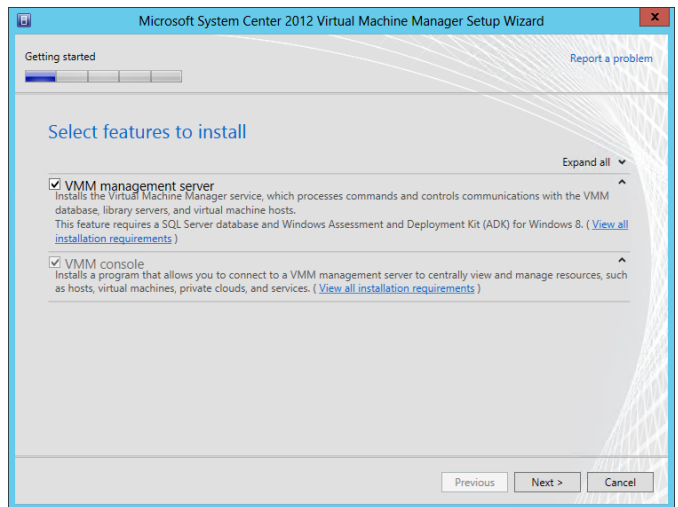 Microsoft System Center 2012 Virtual Machine Manager Setup Wizard
x
Getting started
Report a problem
Select features to install
Expand all
VMM management server
Installs the Virtual Machine Manager service, which processes commands and controls communications with the VMM
database, library servers, and virtual machine hosts.
This feature requires a SQL Server database and Windows Assessment and Deployment Kit (ADK) for Windows 8. ( View all
installation requirements )
VMM console
Installs a program that allows you to connect to a VMM management server to centrally view and manage resources, such
as hosts, virtual machines, private clouds, and services. ( View all installation requirements )
Previous
Next >
Cancel